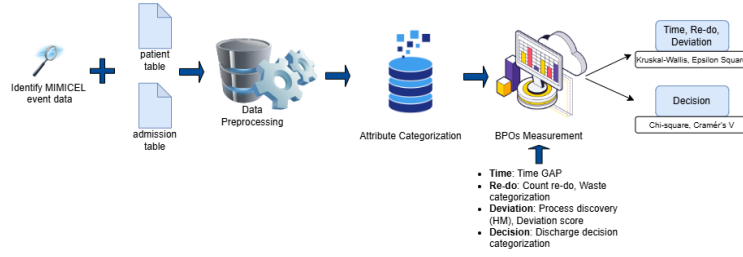 patient
table
Identify MIMICEL
event data
admission
table
Data
Preprocessing
Attribute Categorization
BPOs Measurement
Time, Re-do,
Deviation
Kruskal-Wallis, Epsilon Square
Decision
Chi-square, Cramér's V
• Time: Time GAP
• Re-do: Count re-do, Waste
categorization
• Deviation: Process discovery
(HM), Deviation score
• Decision: Discharge decision
categorization